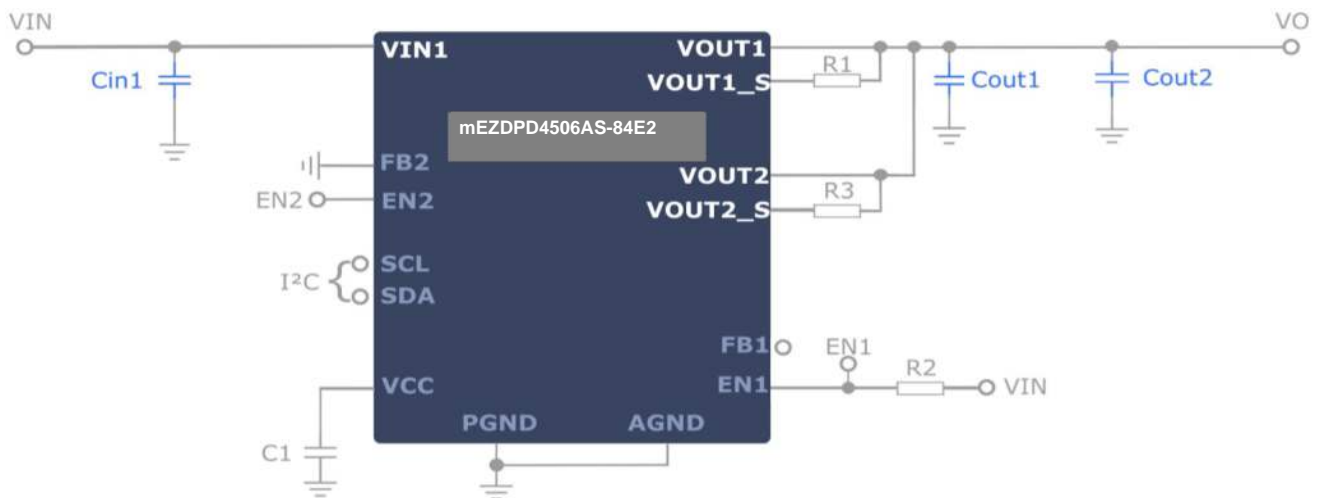 VIN
VO
VIN1
VOUT1
R1
Cin1
VOUT1_S
Cout1
Cout2
mEZDPD4506AS-84E2
FB2
VOUT2
R3
EN2
EN2
VOUT2_S
SCL
I²C
SDA
FB1
EN1
R2
VCC
EN1
VIN
PGND
AGND
C1